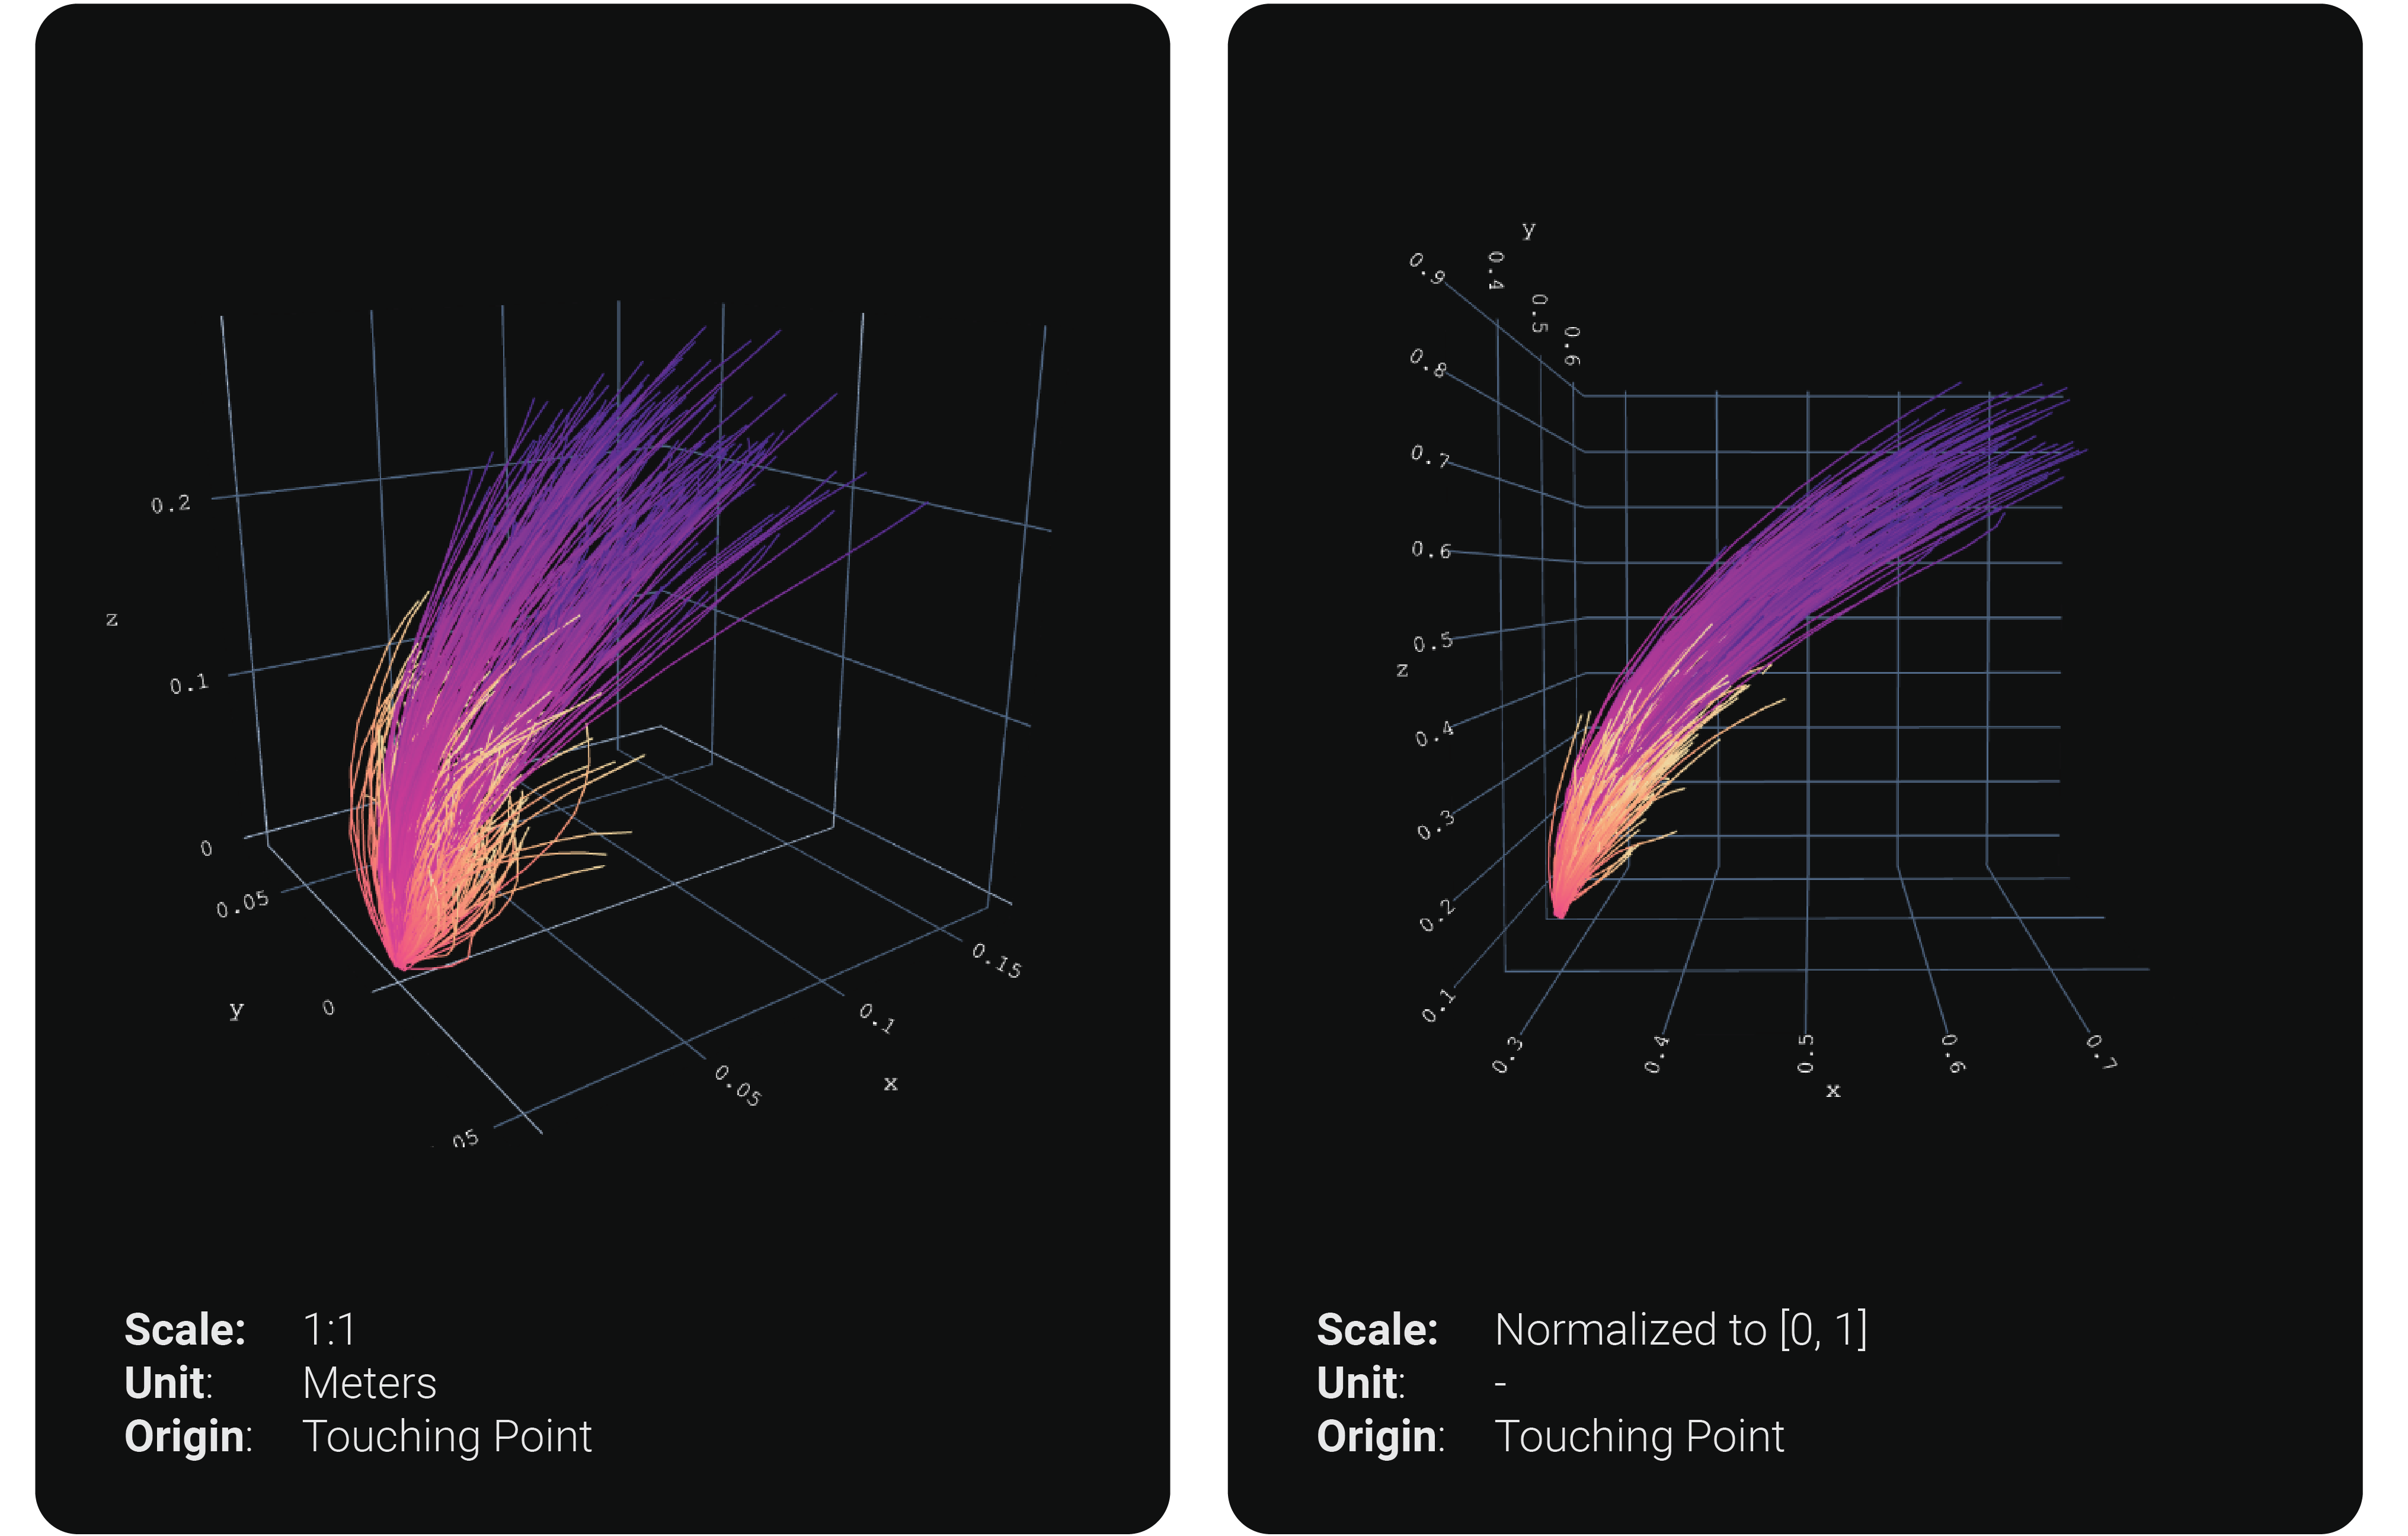 0.2
0.1
z
0
0.05
y
0
0.15
0.1
0.05
x
05
Scale: 1:1
Unit: Meters
Origin: Touching Point
y
0.9
0.4
0.5
0.6
0.8
0.7
0.6
0.5
z
0.4
0.3
0.2
0.1
0.3
0.4
0.5
0.6
0.7
x
Scale: Normalized to [0, 1]
Unit: -
Origin: Touching Point